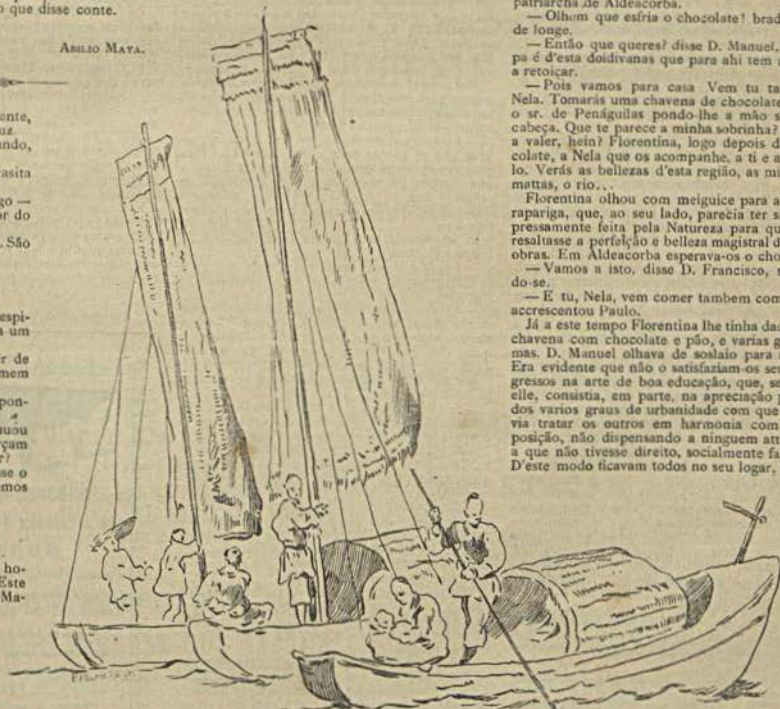 o que disse conte.
ABILIO MAYA.
ente,
uz
ando,
asita
go —
or do
. São
espi-
a um
er de
mem
pon-
nuou
rçam
r?
se o
mos
ho-
Este
Ma-
patriarcha de Aldeacorba.
— Olhem que esfria o chocolate! brad
de longe.
— Então que queres? disse D. Manuel.
pa é d'esta doidivanas que para ahi tem
a retoiçar.
— Pois vamos para casa Vem tu ta
Nela. Tomarás uma chavena de chocolate
o sr. de Penáguilas pondo-lhe a mão s
cabeça. Que te parece a minha sobrinha?
a valer, hein? Florentina, logo depois d
colate, a Nela que os acompanhe, a ti e a
lo. Verás as bellezas d'esta região, as mi
mattas, o rio...
Florentina olhou com meiguice para a
rapariga, que, ao seu lado, parecia ter s
pressamente feita pela Natureza para qu
resaltasse a perfeição e belleza magistral d
obras. Em Aldeacorba esperava-os o cho
— Vamos a isto, disse D. Francisco, s
do-se.
— E tu, Nela, vem comer tambem com
accrescentou Paulo.
Já a este tempo Florentina lhe tinha dad
chavena com chocolate e pão, e varias g
mas. D. Manuel olhava de soslaio para
Era evidente que não o satisfaziam os seu
gressos na arte de boa educação, que, se
elle, consistia, em parte, na apreciação p
dos varios graus de urbanidade com que
via tratar os outros em harmonia com
posição, não dispensando a ninguem att
a que não tivesse direito, socialmente fa
D'este modo ficavam todos no seu logar,